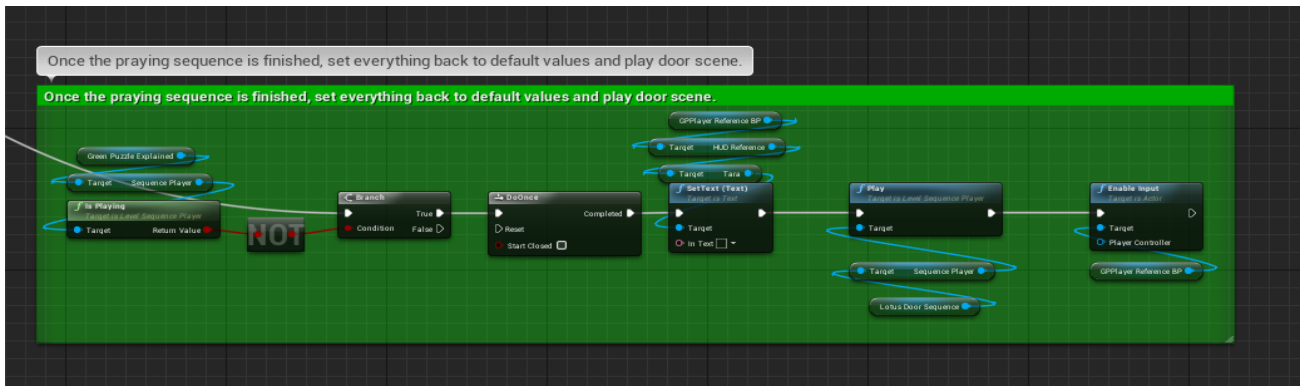 Once the praying sequence is finished, set everything back to default values and play door scene.
Once the praying sequence is finished, set everything back to default values and play door scene.
GPPlayer Reference BP
Target HUD Reference
Target Tara
Green Puzzle Explained
Target Sequence Player
Is Playing
Target is Level Sequence Player
Target Return Value
NOT
Branch
True
Condition False
DoOnce
Completed
Reset
Start Closed
SetText (Text)
Target is Text
Target
In Text
Play
Target is Level Sequence Player
Target
Target Sequence Player
Lotus Door Sequence
Enable Input
Target is Actor
Target
Player Controller
GPPlayer Reference BP